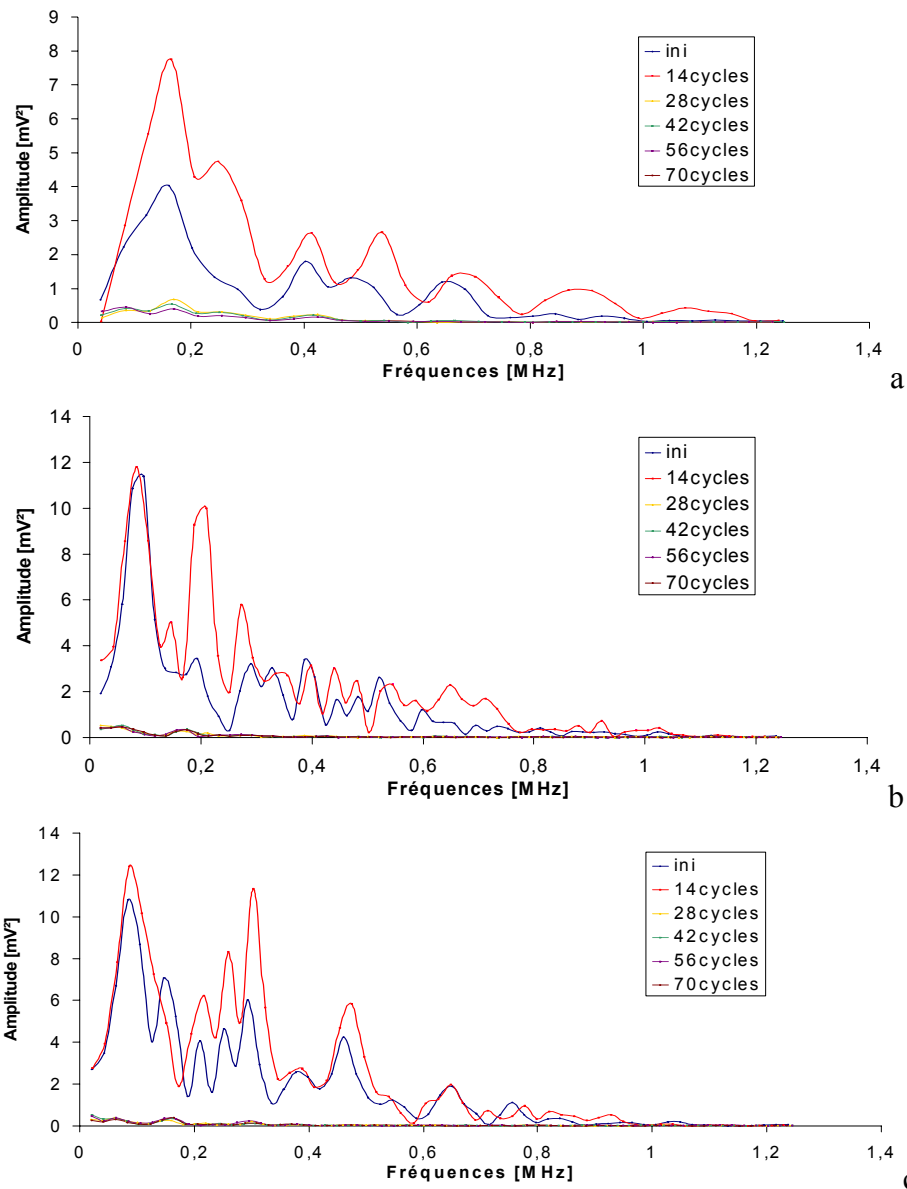 9
8
7
6
5
4
3
2
1
0
Amplitude [mV²]
0 0,2 0,4 0,6 0,8 1 1,2 1,4
Fréquences [MHz]
ini
14cycles
28cycles
42cycles
56cycles
70cycles
a
14
12
10
8
6
4
2
0
Amplitude [mV²]
0 0,2 0,4 0,6 0,8 1 1,2 1,4
Fréquences [MHz]
ini
14cycles
28cycles
42cycles
56cycles
70cycles
b
14
12
10
8
6
4
2
0
Amplitude [mV²]
0 0,2 0,4 0,6 0,8 1 1,2 1,4
Fréquences [MHz]
ini
14cycles
28cycles
42cycles
56cycles
70cycles